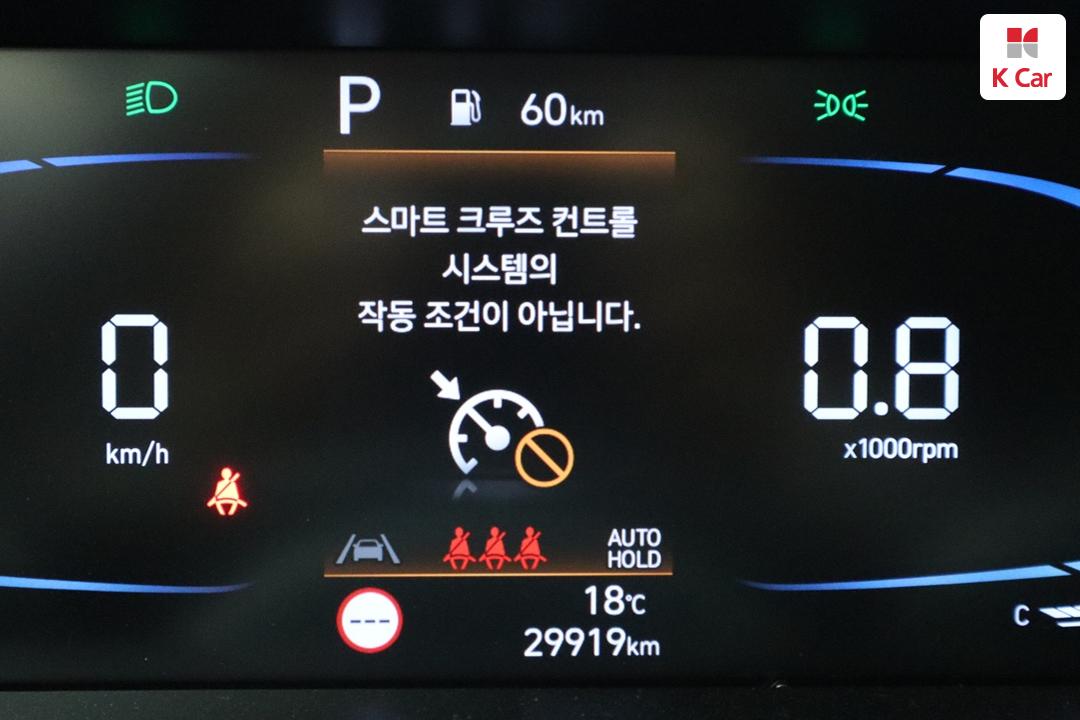 K Car
P 60km
스마트 크루즈 컨트롤
시스템의
작동 조건이 아닙니다.
0
km/h
0.8
x1000rpm
AUTO
HOLD
---
18℃
29919km
C